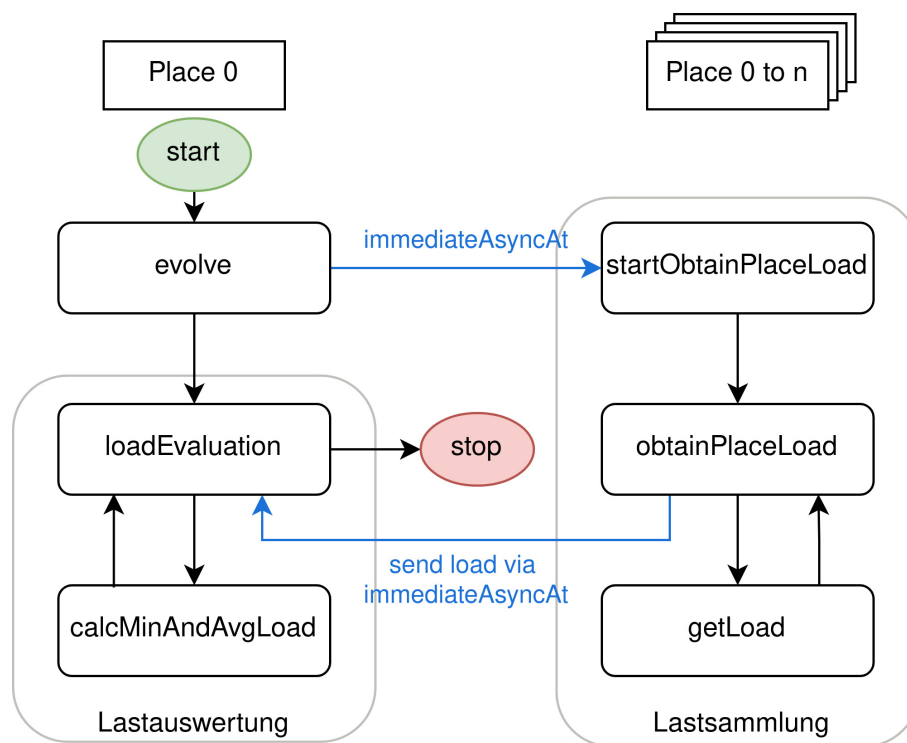 Place 0
Place 0 to n
start
evolve
immediateAsyncAt
startObtainPlaceLoad
loadEvaluation
stop
obtainPlaceLoad
send load via
immediateAsyncAt
calcMinAndAvgLoad
getLoad
Lastauswertung
Lastsammlung